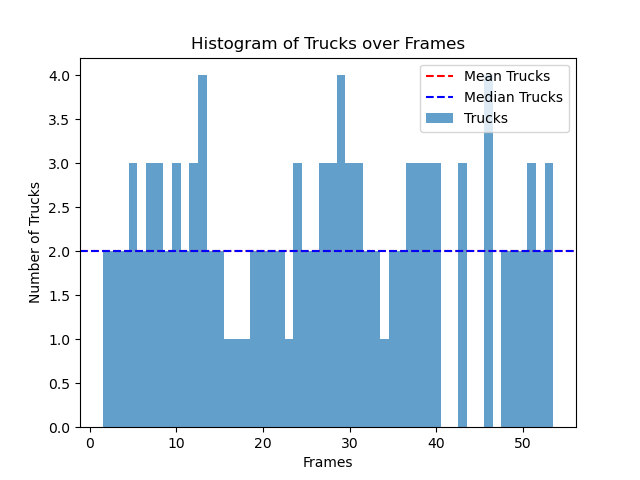 Histogram of Trucks over Frames
Number of Trucks
4.0
3.5
3.0
2.5
2.0
1.5
1.0
0.5
0.0
Mean Trucks
Median Trucks
Trucks
0 10 20 30 40 50
Frames